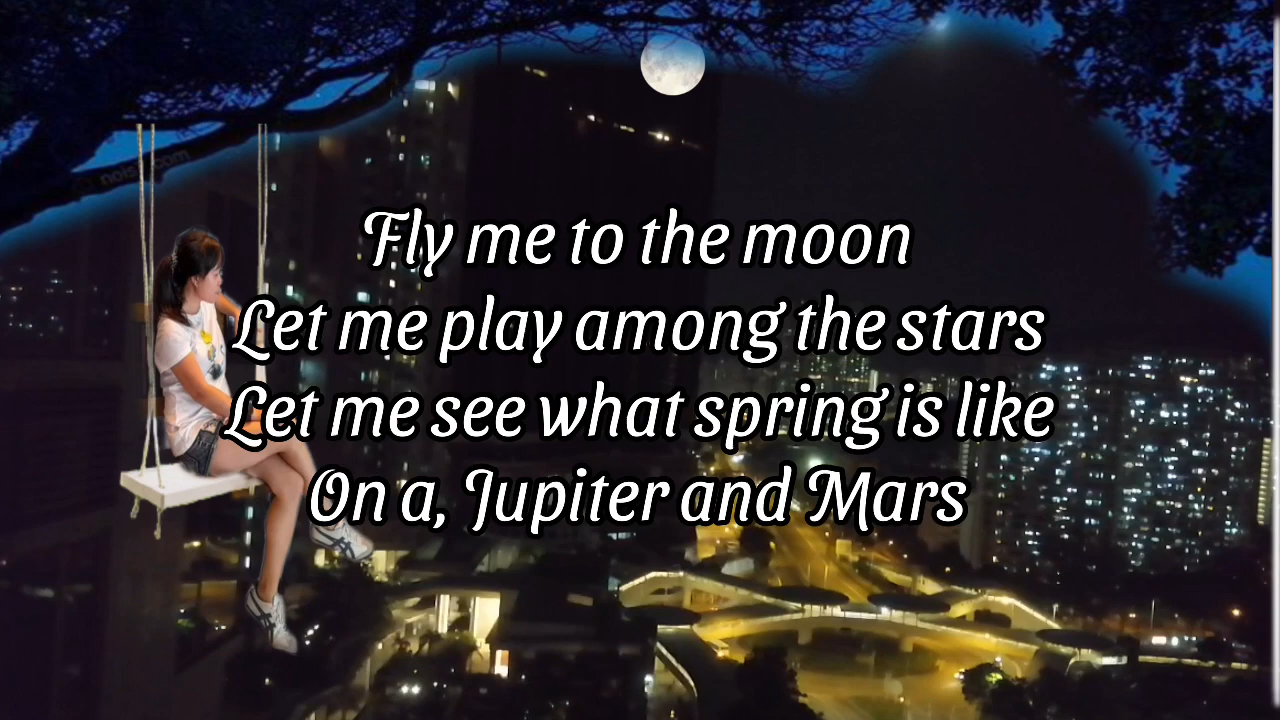 Fly me to the moon
Let me play among the stars
Let me see what spring is like
On a, Jupiter and Mars